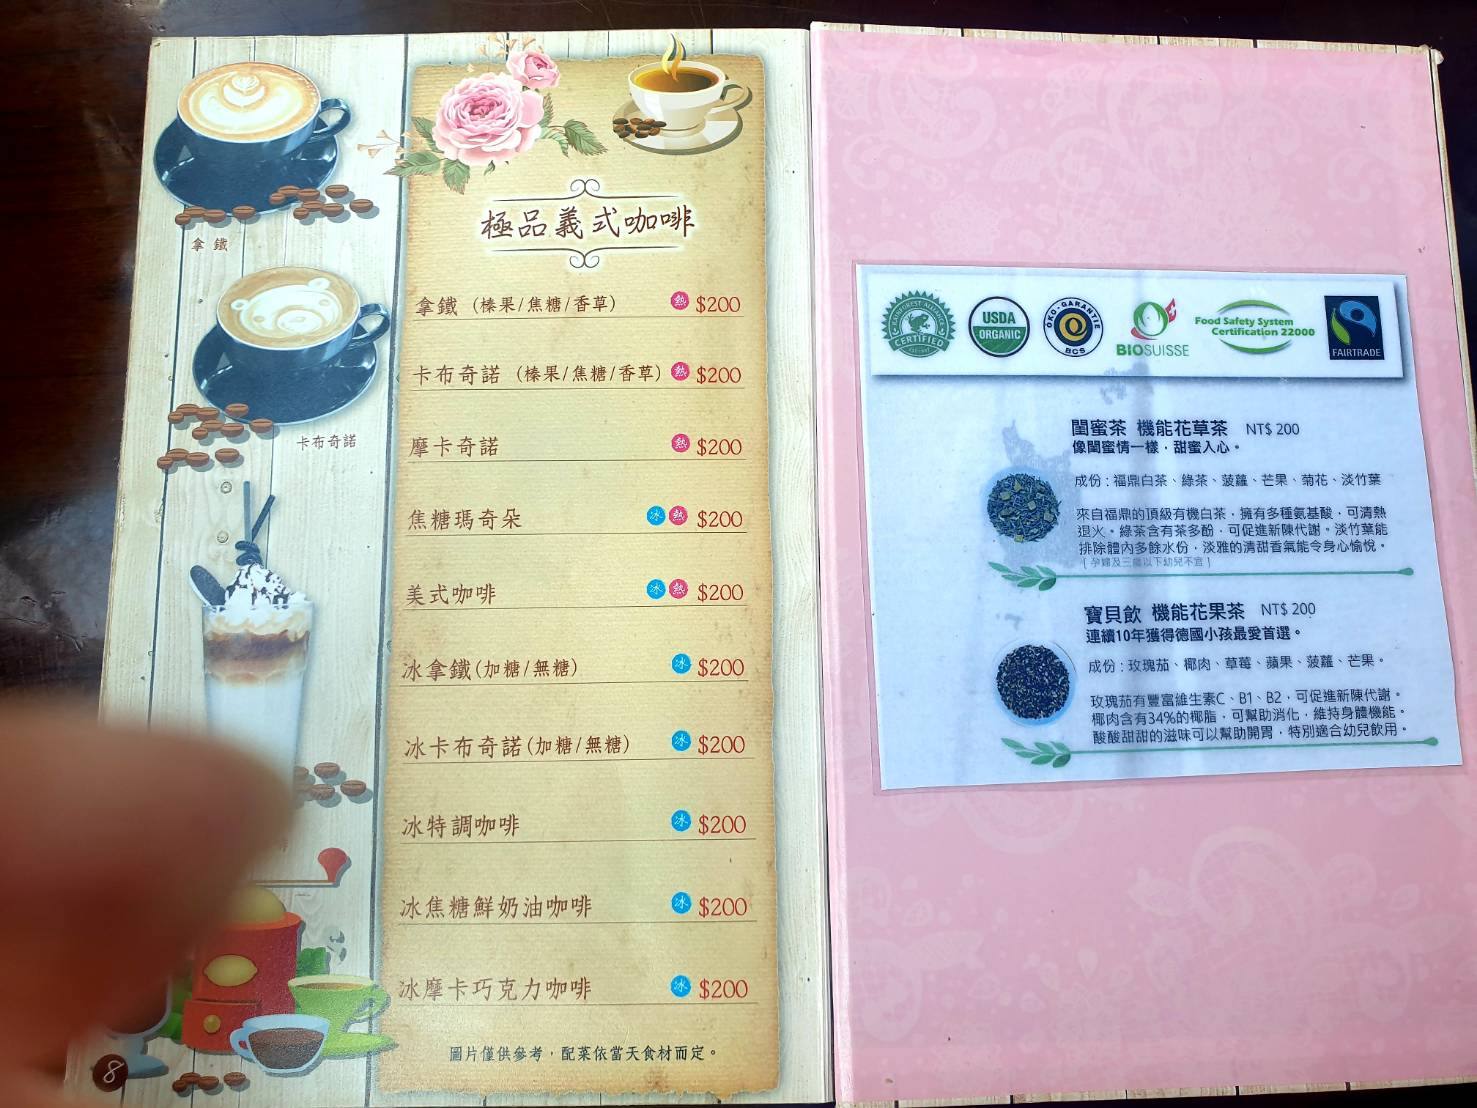 拿鐵
卡布奇諾
極品義式咖啡
拿鐵 (榛果/焦糖/香草) 熱 $200
卡布奇諾 (榛果/焦糖/香草) 熱 $200
摩卡奇諾 熱 $200
焦糖瑪奇朵 冰 熱 $200
美式咖啡 冰 熱 $200
冰拿鐵(加糖/無糖) 冰 $200
冰卡布奇諾(加糖/無糖) 冰 $200
冰特調咖啡 冰 $200
冰焦糖鮮奶油咖啡 冰 $200
冰摩卡巧克力咖啡 冰 $200
圖片僅供參考，配菜依當天食材而定。
8
RAINFOREST ALLIANCE
CERTIFIED
USDA
ORGANIC
ÖKO-GARANTIE
BCS
BIOSUISSE
Food Safety System
Certification 22000
FAIRTRADE
閨蜜茶 機能花草茶 NT$ 200
像閨蜜情一樣，甜蜜入心。
成份：福鼎白茶、綠茶、菠蘿、芒果、菊花、淡竹葉
來自福鼎的頂級有機白茶，擁有多種氨基酸，可清熱
退火。綠茶含有茶多酚，可促進新陳代謝。淡竹葉能
排除體內多餘水份，淡雅的清甜香氣能令身心愉悅。
( 孕婦及三歲以下幼兒不宜 )
寶貝飲 機能花果茶 NT$ 200
連續10年獲得德國小孩最愛首選。
成份：玫瑰茄、椰肉、草莓、蘋果、菠蘿、芒果。
玫瑰茄有豐富維生素C、B1、B2，可促進新陳代謝。
椰肉含有34%的椰脂，可幫助消化，維持身體機能。
酸酸甜甜的滋味可以幫助開胃，特別適合幼兒飲用。